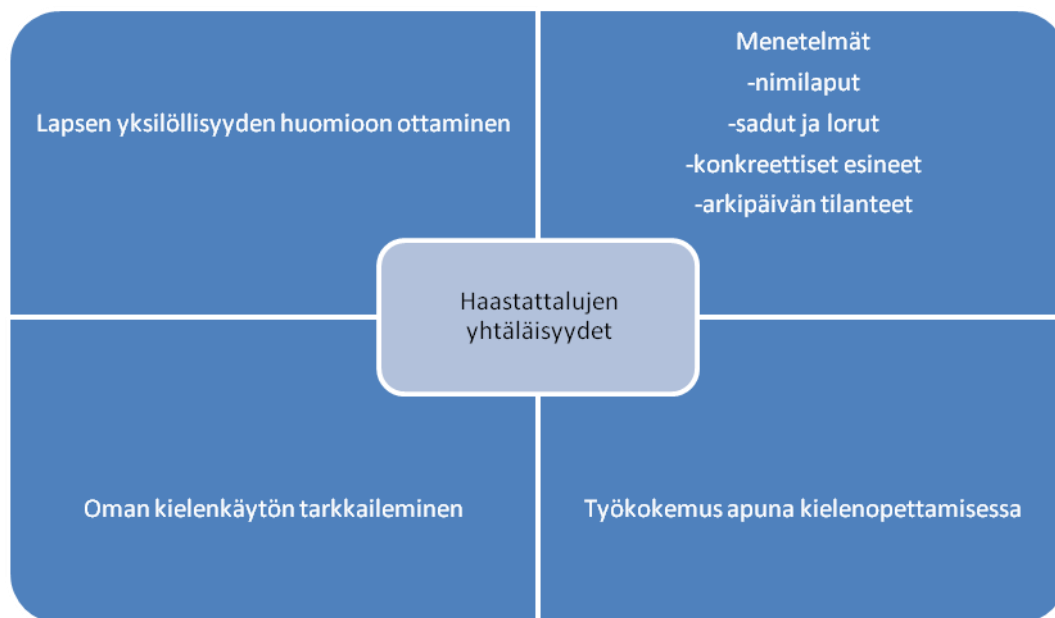 Lapsen yksilöllisyyden huomioon ottaminen
Menetelmät
-nimilaput
-sadut ja lorut
-konkreettiset esineet
-arkipäivän tilanteet
Haastattalujen
yhtäläisyydet
Oman kielenkäytön tarkkaileminen
Työkokemus apuna kielenopettamisessa